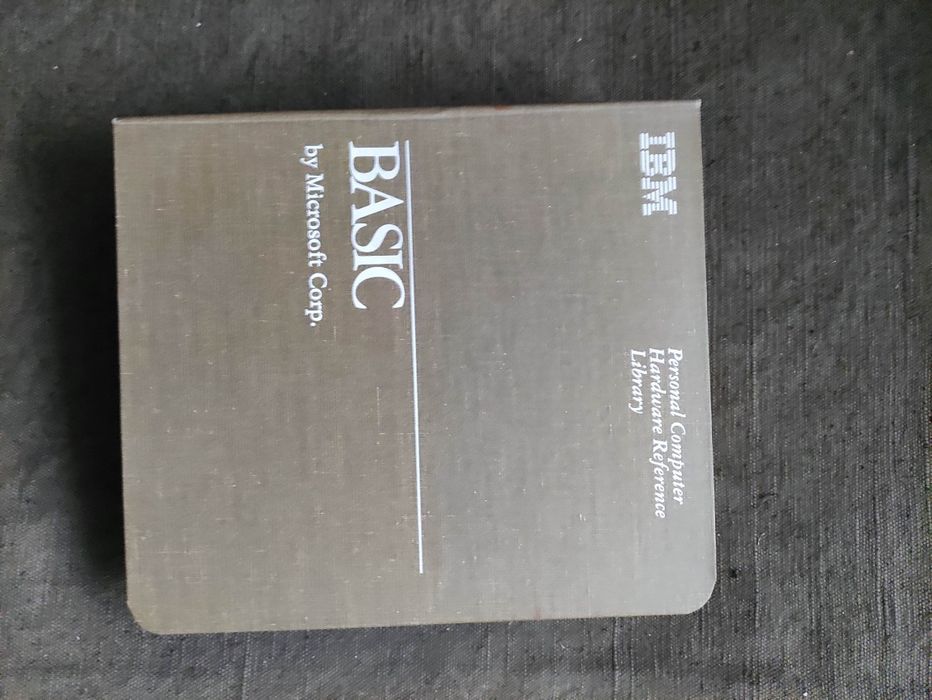 IBM
Personal Computer
Hardware Reference
Library
BASIC
by Microsoft Corp.